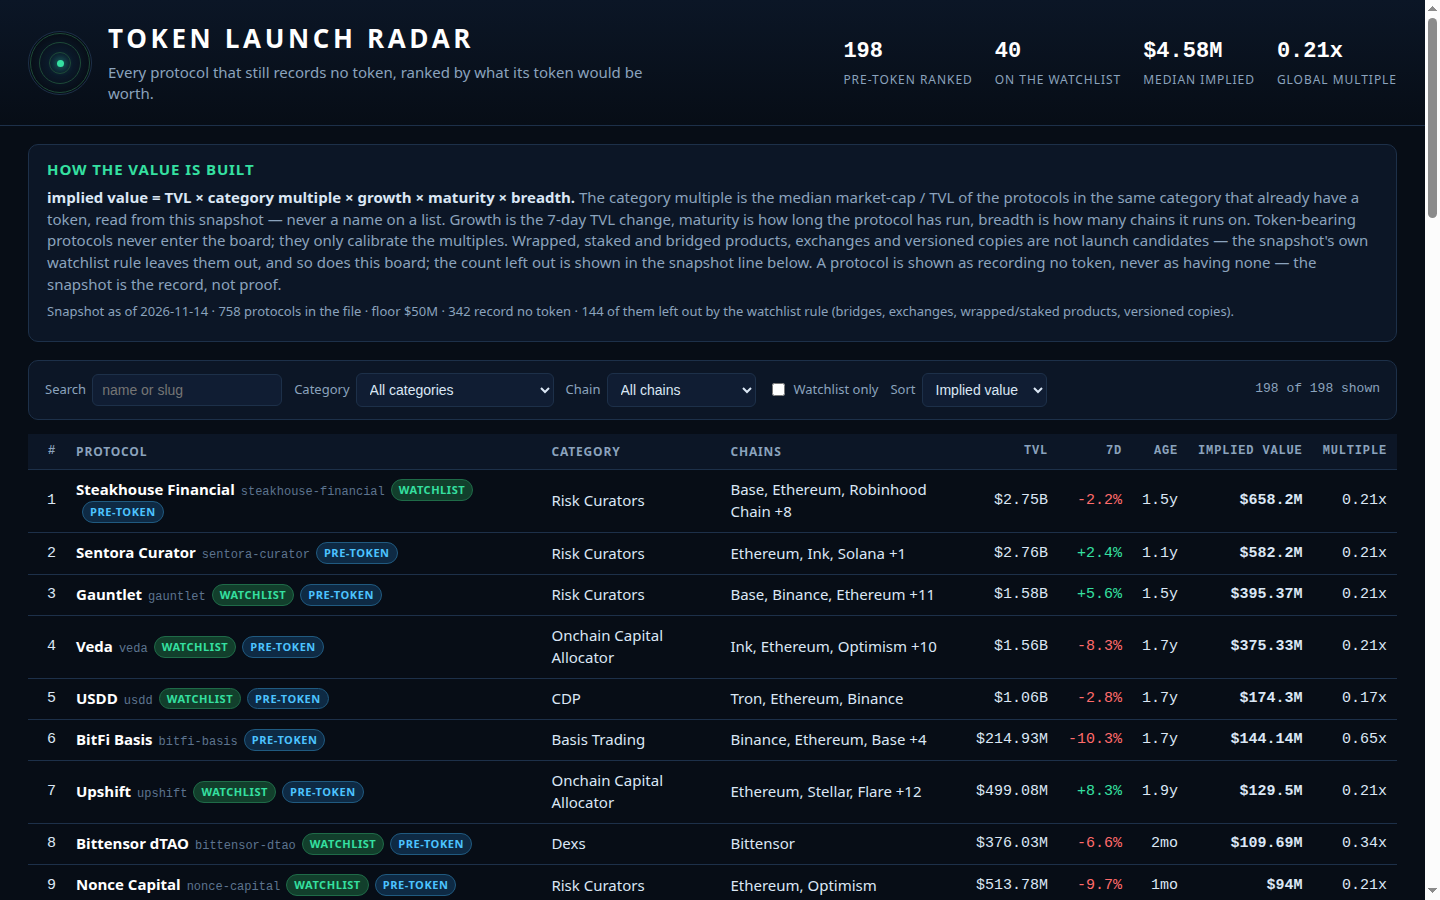 TOKEN LAUNCH RADAR
Every protocol that still records no token, ranked by what its token would be
worth.
198
PRE-TOKEN RANKED
40
ON THE WATCHLIST
$4.58M
MEDIAN IMPLIED
0.21x
GLOBAL MULTIPLE
HOW THE VALUE IS BUILT
implied value = TVL × category multiple × growth × maturity × breadth. The category multiple is the median market-cap / TVL of the protocols in the same category that already have a
token, read from this snapshot — never a name on a list. Growth is the 7-day TVL change, maturity is how long the protocol has run, breadth is how many chains it runs on. Token-bearing
protocols never enter the board; they only calibrate the multiples. Wrapped, staked and bridged products, exchanges and versioned copies are not launch candidates — the snapshot's own
watchlist rule leaves them out, and so does this board; the count left out is shown in the snapshot line below. A protocol is shown as recording no token, never as having none — the
snapshot is the record, not proof.
Snapshot as of 2026-11-14 · 758 protocols in the file · floor $50M · 342 record no token · 144 of them left out by the watchlist rule (bridges, exchanges, wrapped/staked products, versioned copies).
Search name or slug Category All categories Chain All chains Watchlist only Sort Implied value 198 of 198 shown
# PROTOCOL CATEGORY CHAINS TVL 7D AGE IMPLIED VALUE MULTIPLE
1 Steakhouse Financial steakhouse-financial WATCHLIST PRE-TOKEN Risk Curators Base, Ethereum, Robinhood Chain +8 $2.75B -2.2% 1.5y $658.2M 0.21x
2 Sentora Curator sentora-curator PRE-TOKEN Risk Curators Ethereum, Ink, Solana +1 $2.76B +2.4% 1.1y $582.2M 0.21x
3 Gauntlet gauntlet WATCHLIST PRE-TOKEN Risk Curators Base, Binance, Ethereum +11 $1.58B +5.6% 1.5y $395.37M 0.21x
4 Veda veda WATCHLIST PRE-TOKEN Onchain Capital Allocator Ink, Ethereum, Optimism +10 $1.56B -8.3% 1.7y $375.33M 0.21x
5 USDD usdd WATCHLIST PRE-TOKEN CDP Tron, Ethereum, Binance $1.06B -2.8% 1.7y $174.3M 0.17x
6 BitFi Basis bitfi-basis PRE-TOKEN Basis Trading Binance, Ethereum, Base +4 $214.93M -10.3% 1.7y $144.14M 0.65x
7 Upshift upshift WATCHLIST PRE-TOKEN Onchain Capital Allocator Ethereum, Stellar, Flare +12 $499.08M +8.3% 1.9y $129.5M 0.21x
8 Bittensor dTAO bittensor-dtao WATCHLIST PRE-TOKEN Dexs Bittensor $376.03M -6.6% 2mo $109.69M 0.34x
9 Nonce Capital nonce-capital WATCHLIST PRE-TOKEN Risk Curators Ethereum, Optimism $513.78M -9.7% 1mo $94M 0.21x